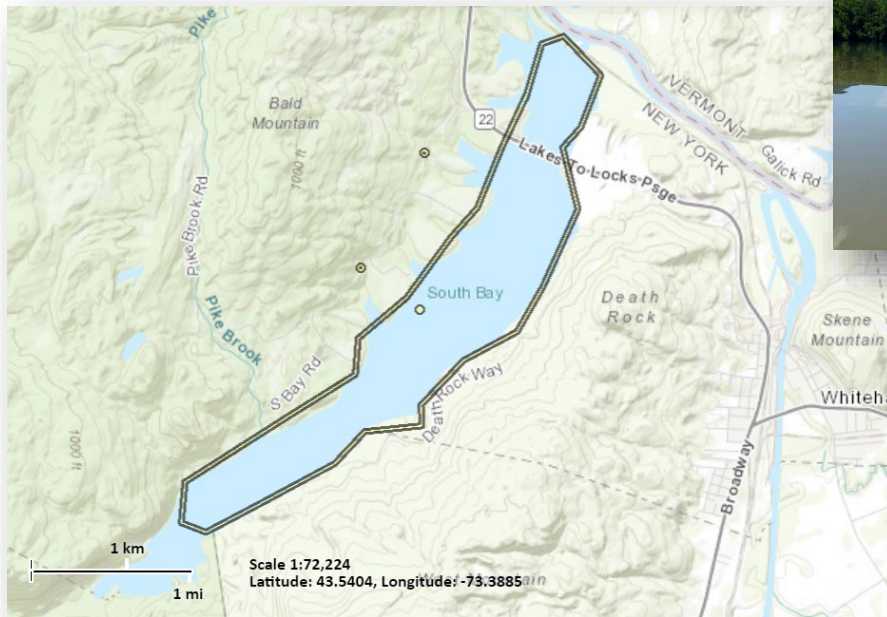 Pike
Bald
Mountain
1000 ft
22
Lakes-To-Locks-Psge
VERMONT
NEW YORK
Galick Rd
Pike Brook Rd
Pike Brook
South Bay
Death
Rock
Skene
Mountain
S Bay Rd
Death Rock Way
Whiteha
1000 ft
Broadway
1 km
1 mi
Scale 1:72,224
Latitude: 43.5404, Longitude: -73.3885